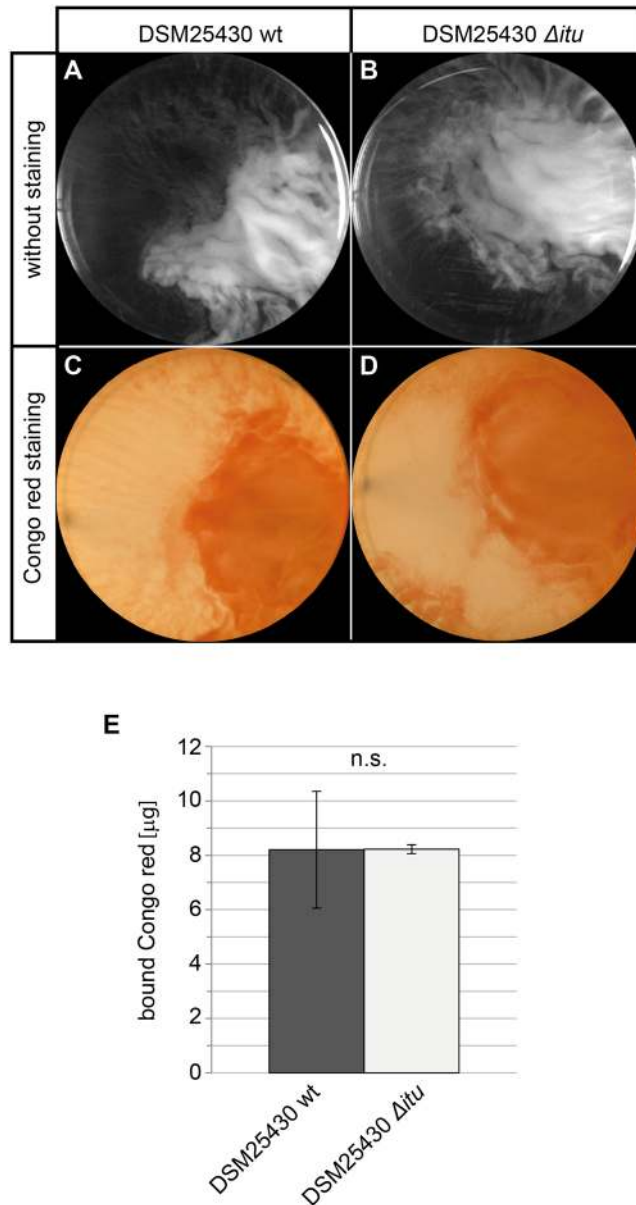 DSM25430 wt
DSM25430 Δitu
without staining
A
B
Congo red staining
C
D
E
bound Congo red [µg]
12
10
8
6
4
2
0
n.s.
DSM25430 wt
DSM25430 Δitu